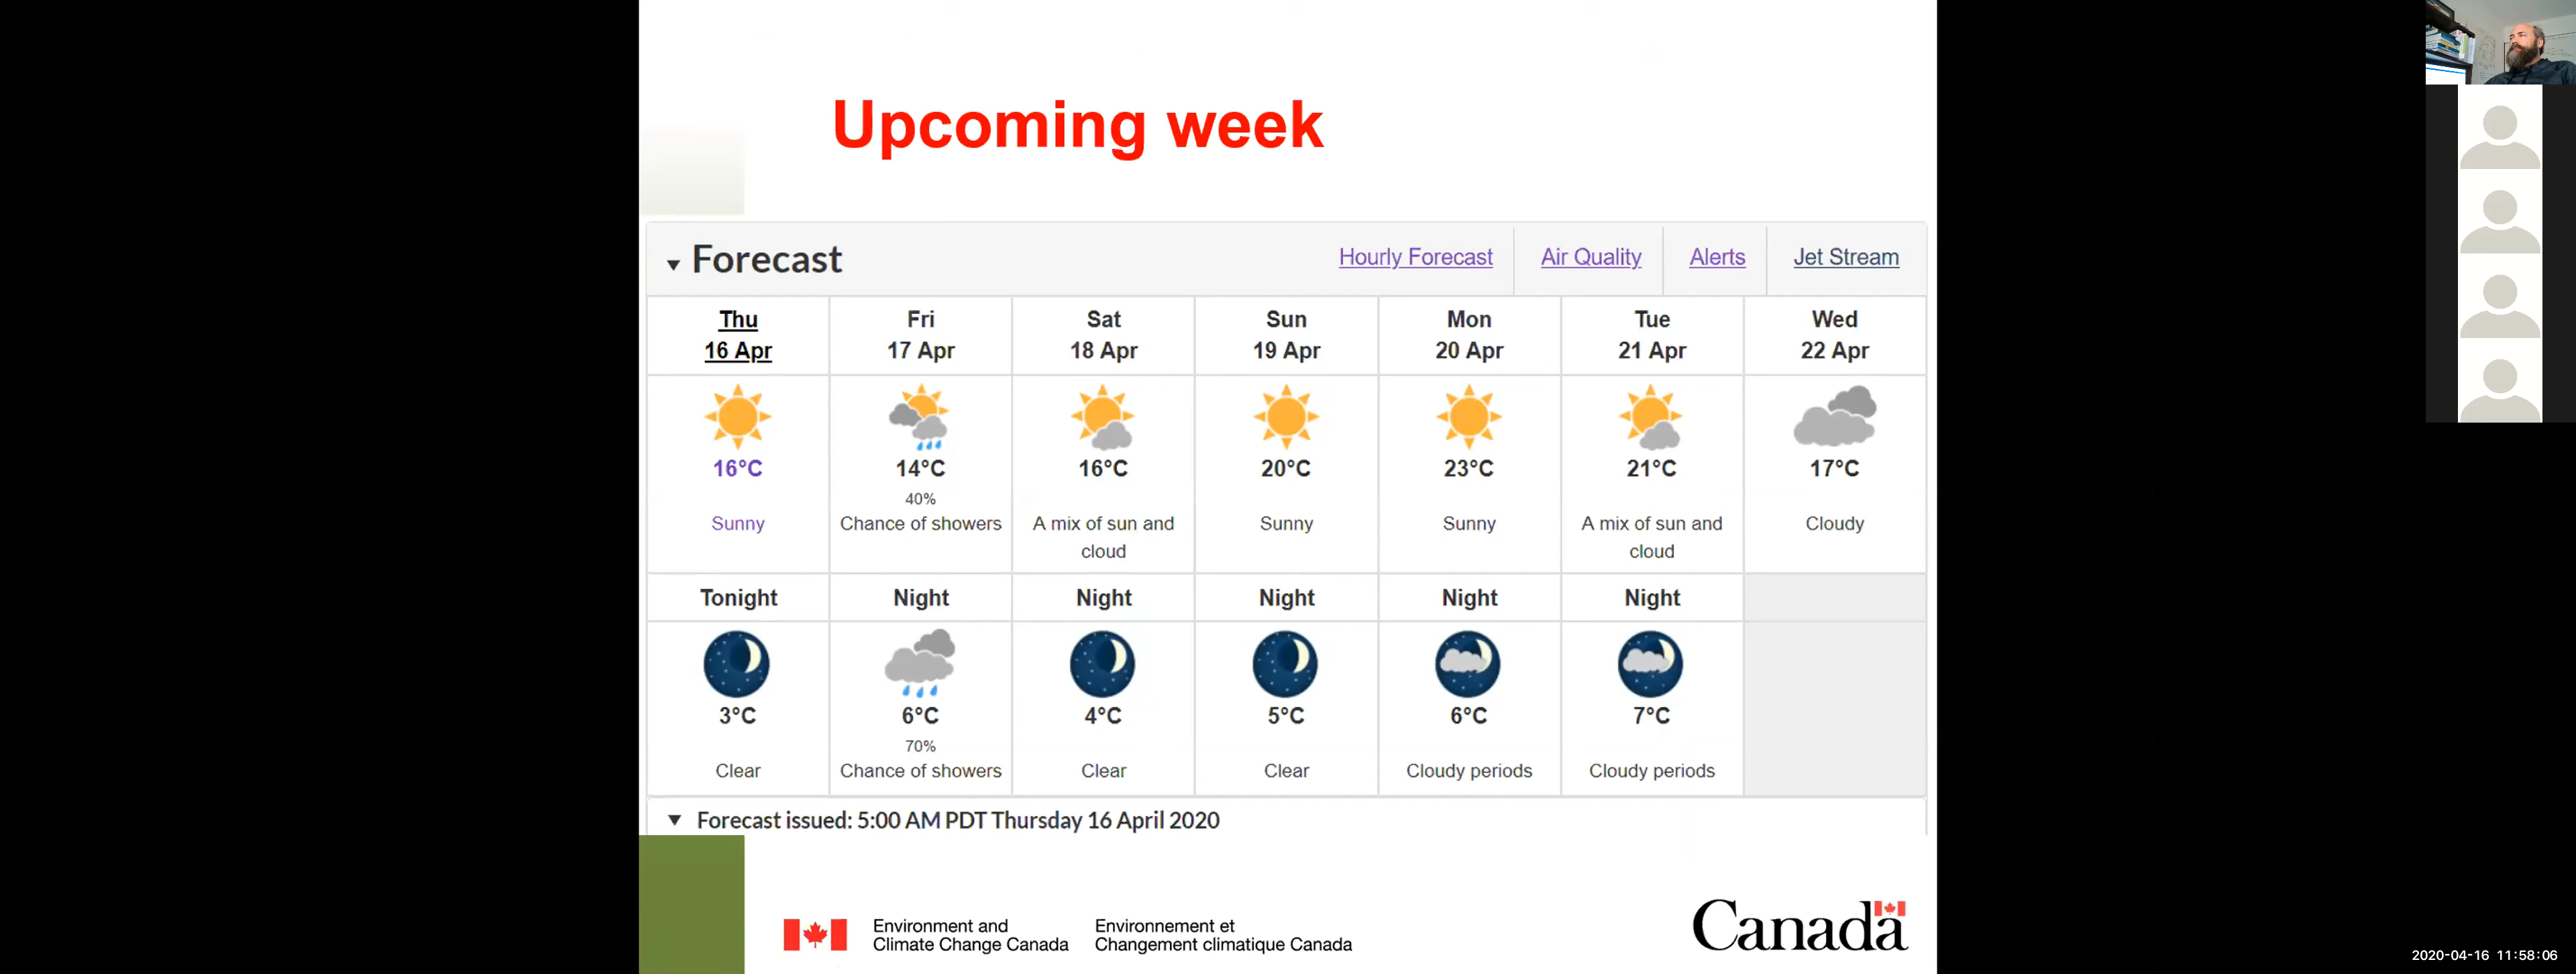 Upcoming week
Forecast
Hourly Forecast
Air Quality
Alerts
Jet Stream
Thu
16 Apr
Fri
17 Apr
Sat
18 Apr
Sun
19 Apr
Mon
20 Apr
Tue
21 Apr
Wed
22 Apr
16°C
Sunny
14°C
40%
Chance of showers
16°C
A mix of sun and
cloud
20°C
Sunny
23°C
Sunny
21°C
A mix of sun and
cloud
17°C
Cloudy
Tonight
Night
Night
Night
Night
Night
3°C
Clear
6°C
70%
Chance of showers
4°C
Clear
5°C
Clear
6°C
Cloudy periods
7°C
Cloudy periods
Forecast issued: 5:00 AM PDT Thursday 16 April 2020
Environment and
Climate Change Canada
Environnement et
Changement climatique Canada
Canada
2020-04-16 11:58:06